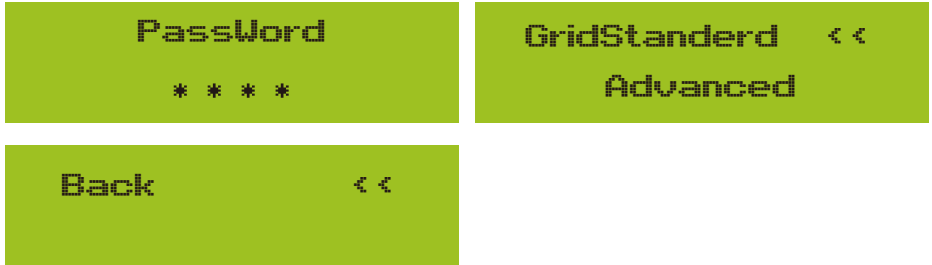 PassWord
* * * *
GridStanderd < <
Advanced
Back < <